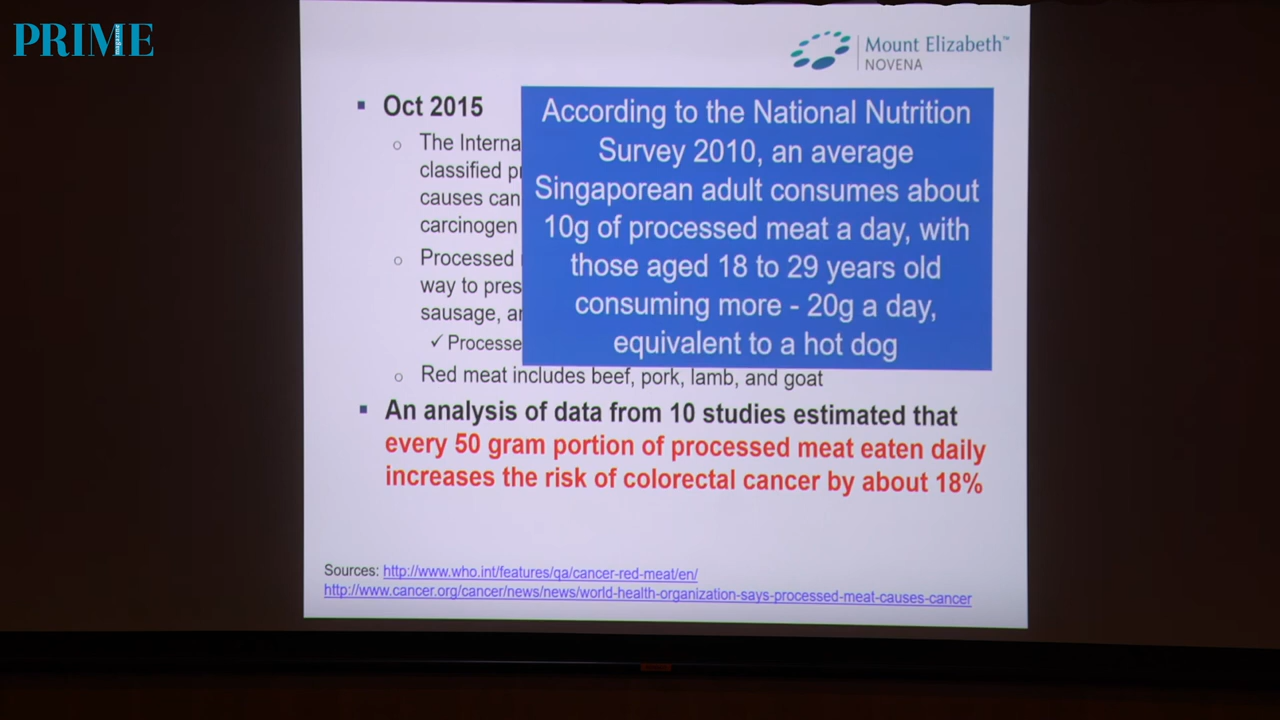 PRIME
magazine
Mount Elizabeth™
NOVENA
▪ Oct 2015
○ The Interna
classified pr
causes can
carcinogen
○ Processed
way to pres
sausage, an
✓ Processe
○ Red meat includes beef, pork, lamb, and goat
According to the National Nutrition
Survey 2010, an average
Singaporean adult consumes about
10g of processed meat a day, with
those aged 18 to 29 years old
consuming more - 20g a day,
equivalent to a hot dog
▪ An analysis of data from 10 studies estimated that
every 50 gram portion of processed meat eaten daily
increases the risk of colorectal cancer by about 18%
Sources: http://www.who.int/features/qa/cancer-red-meat/en/
http://www.cancer.org/cancer/news/news/world-health-organization-says-processed-meat-causes-cancer